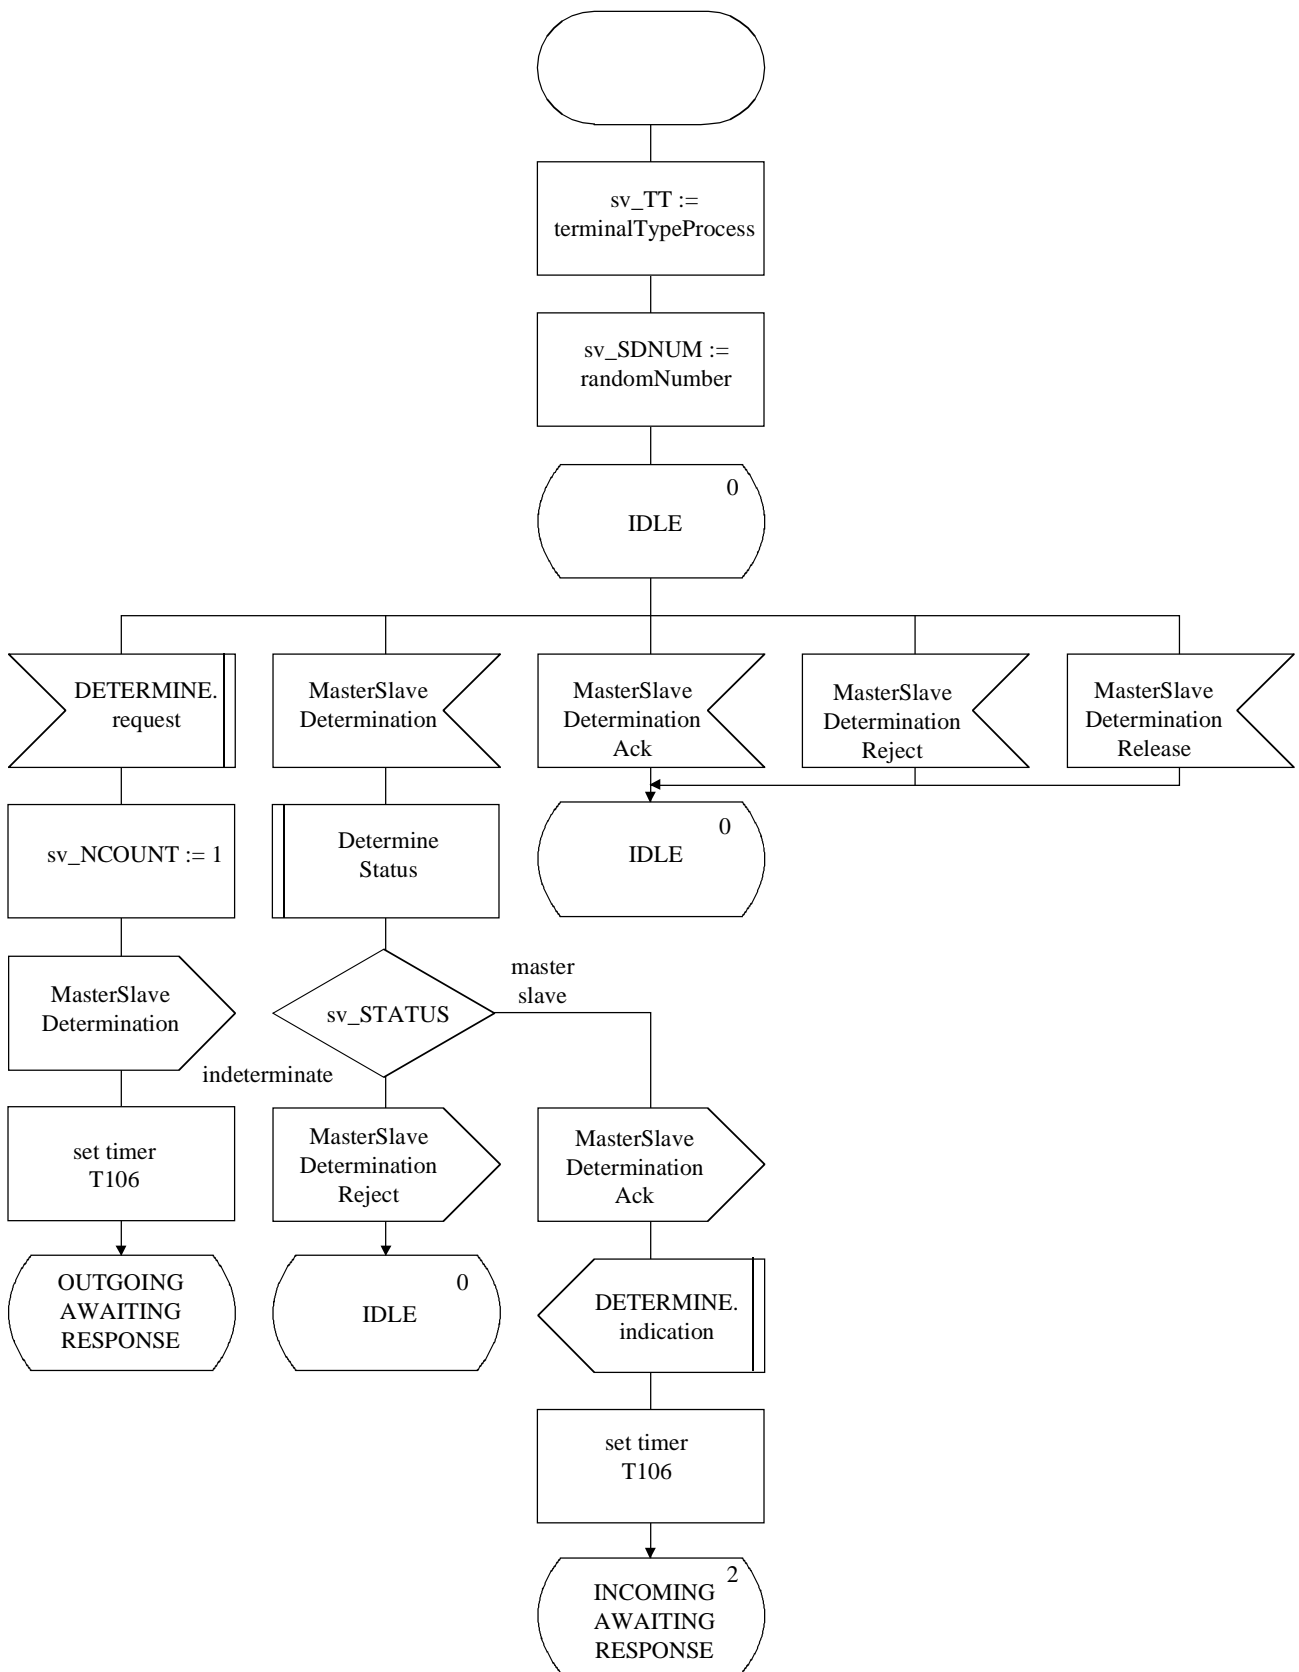 sv_TT :=
terminalTypeProcess
sv_SDNUM :=
randomNumber
0
IDLE
DETERMINE.
request
MasterSlave
Determination
MasterSlave
Determination
Ack
MasterSlave
Determination
Reject
MasterSlave
Determination
Release
sv_NCOUNT := 1
Determine
Status
0
IDLE
MasterSlave
Determination
sv_STATUS
master
slave
indeterminate
set timer
T106
MasterSlave
Determination
Reject
MasterSlave
Determination
Ack
OUTGOING
AWAITING
RESPONSE
0
IDLE
DETERMINE.
indication
set timer
T106
2
INCOMING
AWAITING
RESPONSE